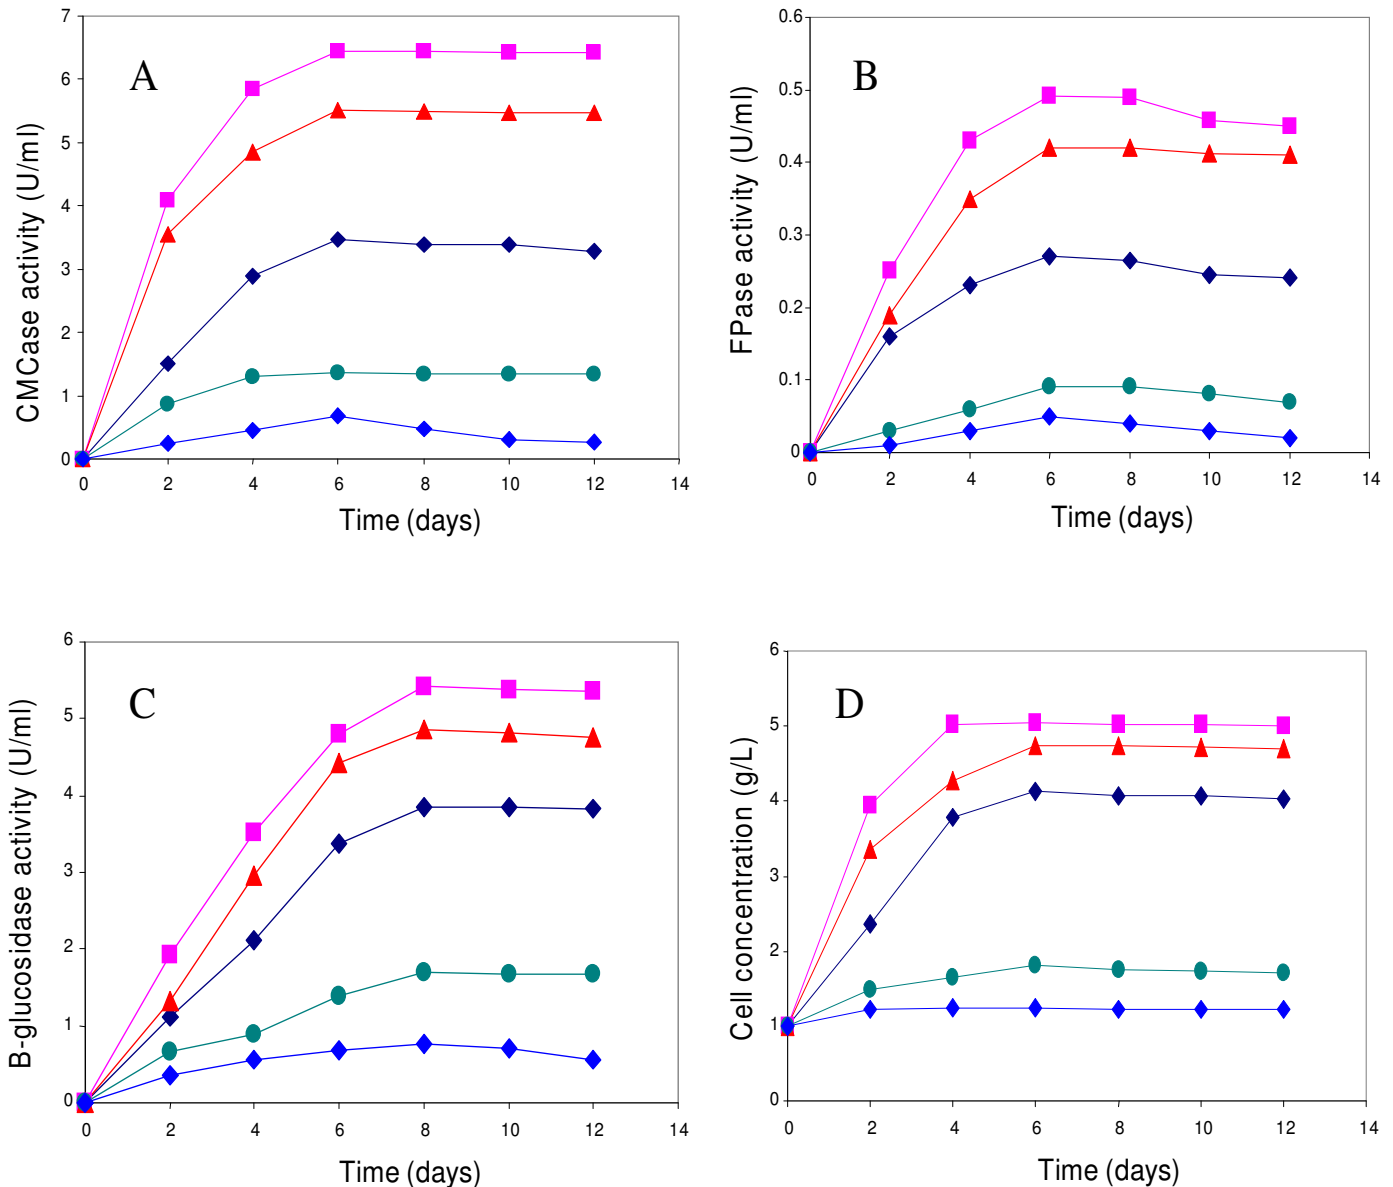 A
CMCase activity (U/ml)
7
6
5
4
3
2
1
0
0 2 4 6 8 10 12 14
Time (days)
B
FPase activity (U/ml)
0.6
0.5
0.4
0.3
0.2
0.1
0
0 2 4 6 8 10 12 14
Time (days)
C
B-glucosidase activity (U/ml)
6
5
4
3
2
1
0
0 2 4 6 8 10 12 14
Time (days)
D
Cell concentration (g/L)
6
5
4
3
2
1
0
0 2 4 6 8 10 12 14
Time (days)